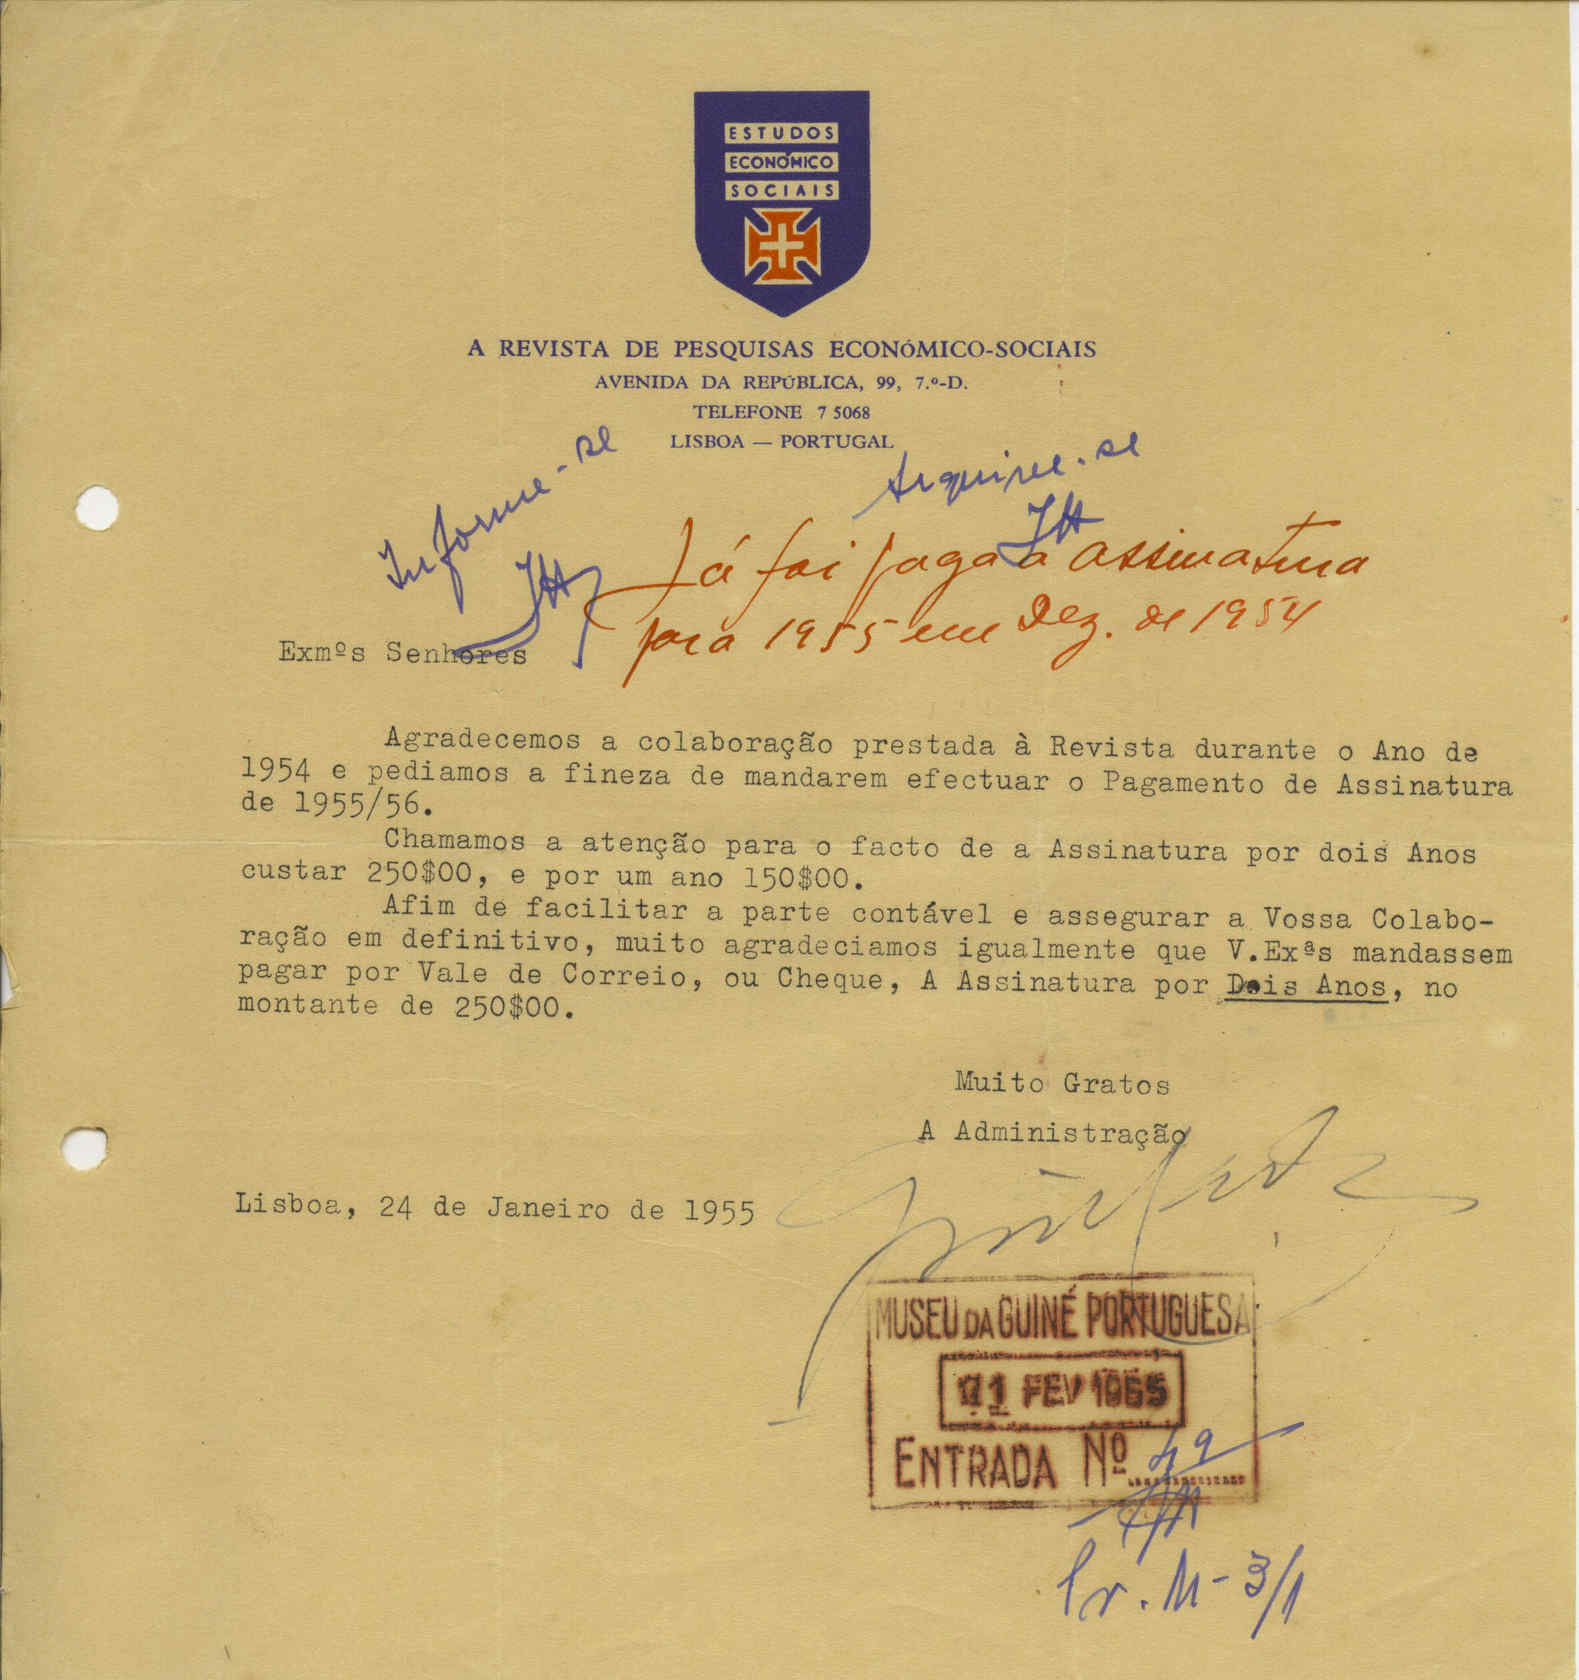 ESTUDOS
ECONÓMICO
SOCIAIS
A REVISTA DE PESQUISAS ECONÓMICO-SOCIAIS
AVENIDA DA REPÚBLICA, 99, 7.º-D.
TELEFONE 7 5068
LISBOA — PORTUGAL
Informe-se
Arquive-se
Já foi paga a assinatura
para 1955 em Dez. de 1954
Exmºs Senhores
Agradecemos a colaboração prestada à Revista durante o Ano de
1954 e pediamos a fineza de mandarem efectuar o Pagamento de Assinatura
de 1955/56.
Chamamos a atenção para o facto de a Assinatura por dois Anos
custar 250$00, e por um ano 150$00.
Afim de facilitar a parte contável e assegurar a Vossa Colabo-
ração em definitivo, muito agradeciamos igualmente que V.Exªs mandassem
pagar por Vale de Correio, ou Cheque, A Assinatura por Dois Anos, no
montante de 250$00.
Muito Gratos
A Administração
Lisboa, 24 de Janeiro de 1955
MUSEU DA GUINÉ PORTUGUESA
FEV 1955
ENTRADA Nº 49
M-3/1